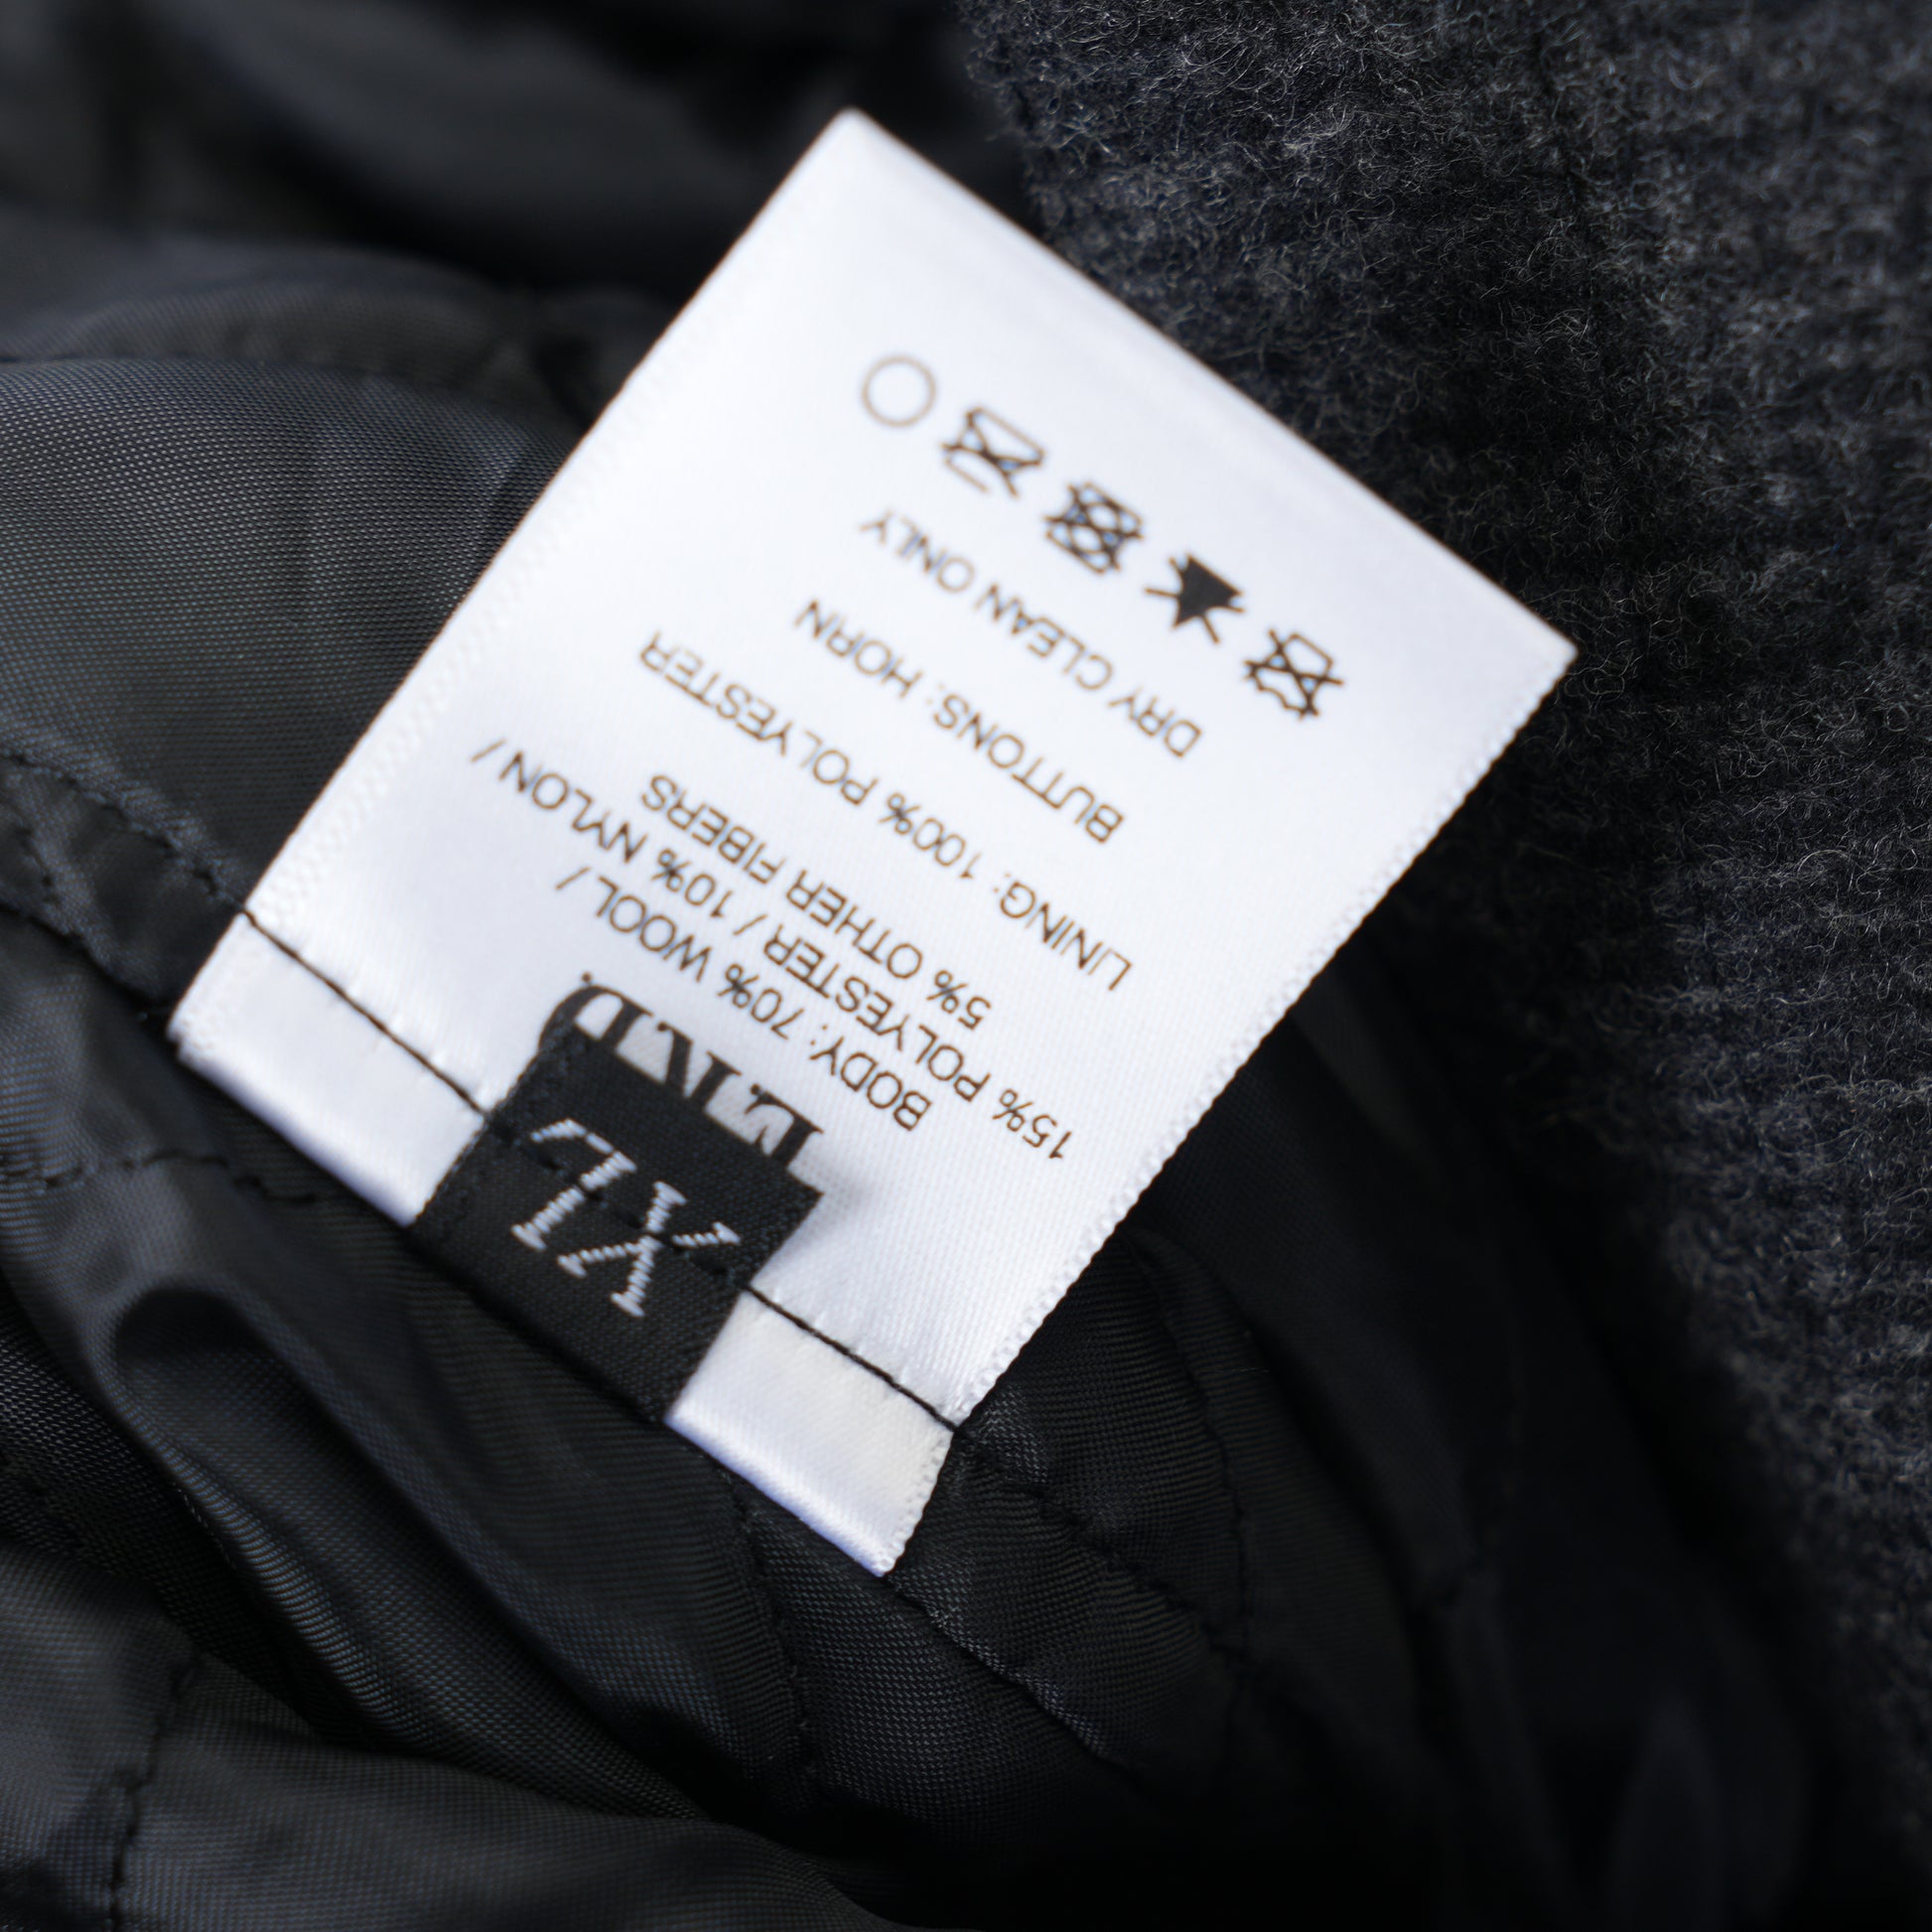 XL
BODY: 70% WOOL /
15% POLYESTER / 10% NYLON /
5% OTHER FIBERS
LINING: 100% POLYESTER
BUTTONS: HORN
DRY CLEAN ONLY